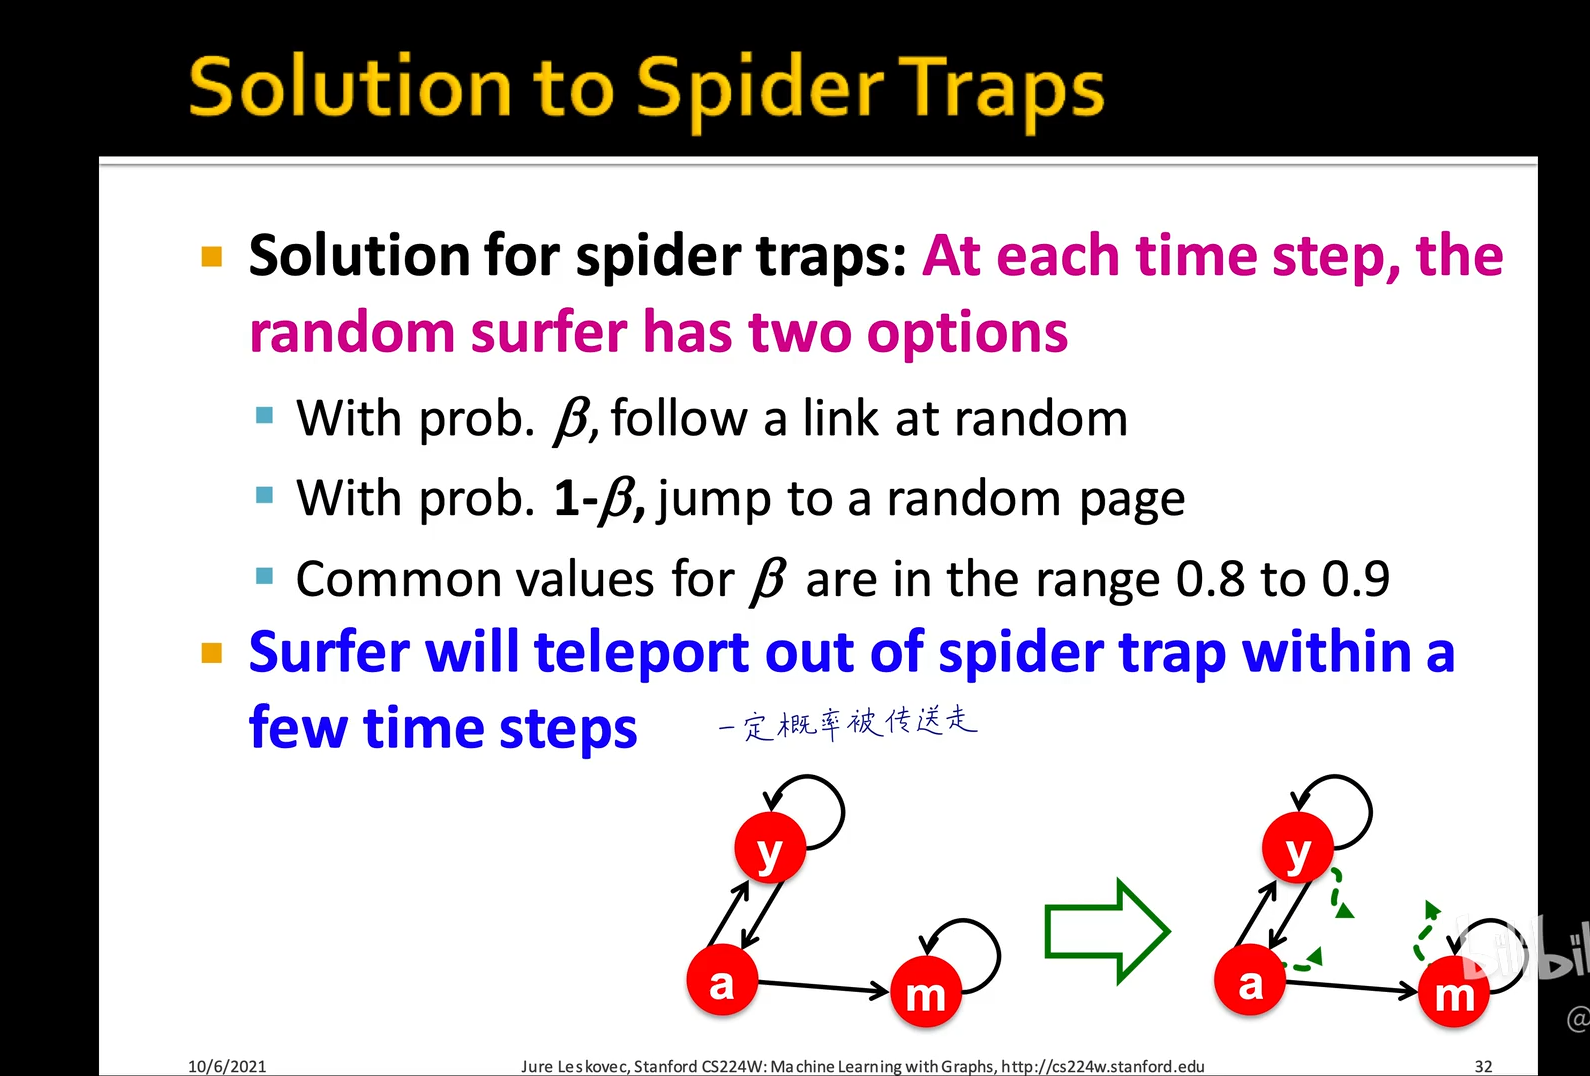 Solution to Spider Traps
Solution for spider traps: At each time step, the
random surfer has two options
With prob. β, follow a link at random
With prob. 1-β, jump to a random page
Common values for β are in the range 0.8 to 0.9
Surfer will teleport out of spider trap within a
few time steps
一定概率被传送走
y
a
m
y
a
m
bilibili
@
10/6/2021
Jure Leskovec, Stanford CS224W: Machine Learning with Graphs, http://cs224w.stanford.edu
32